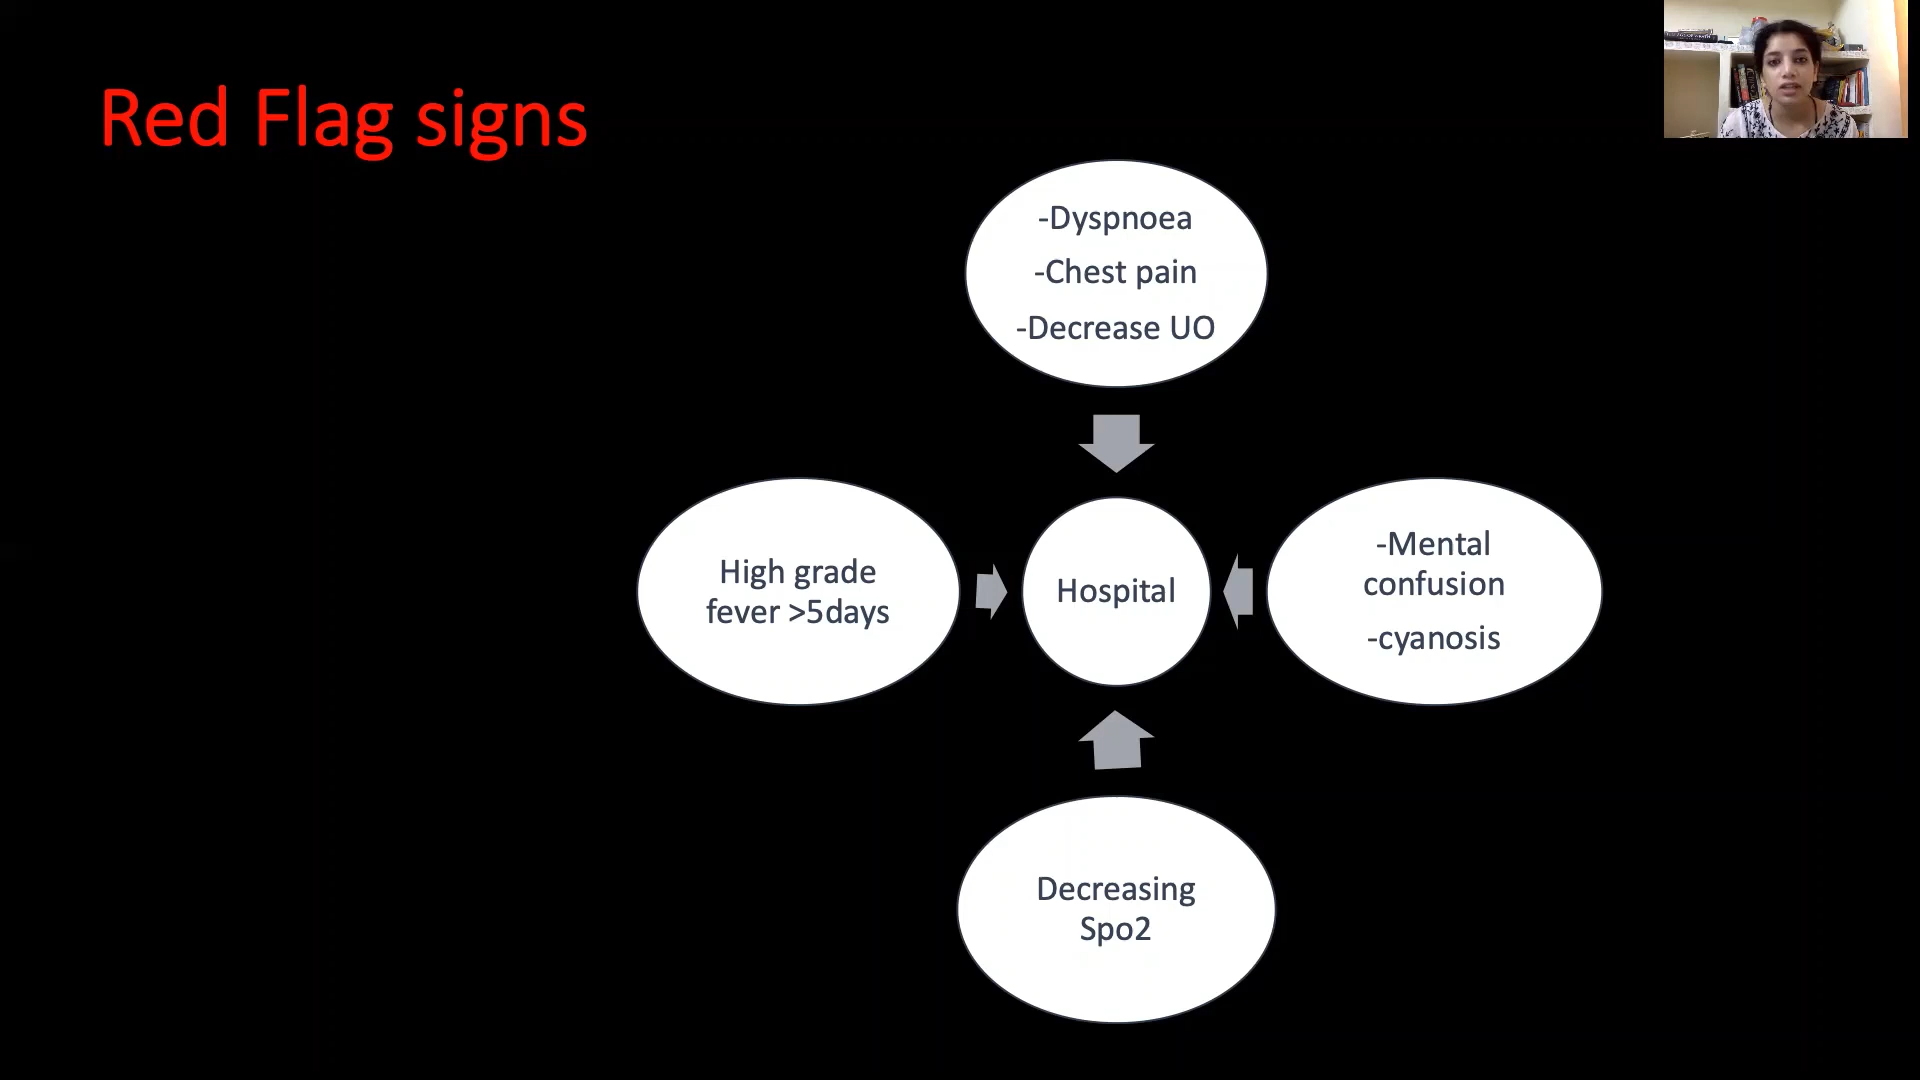 Red Flag signs
-Dyspnoea
-Chest pain
-Decrease UO
High grade
fever >5days
Hospital
-Mental
confusion
-cyanosis
Decreasing
Spo2